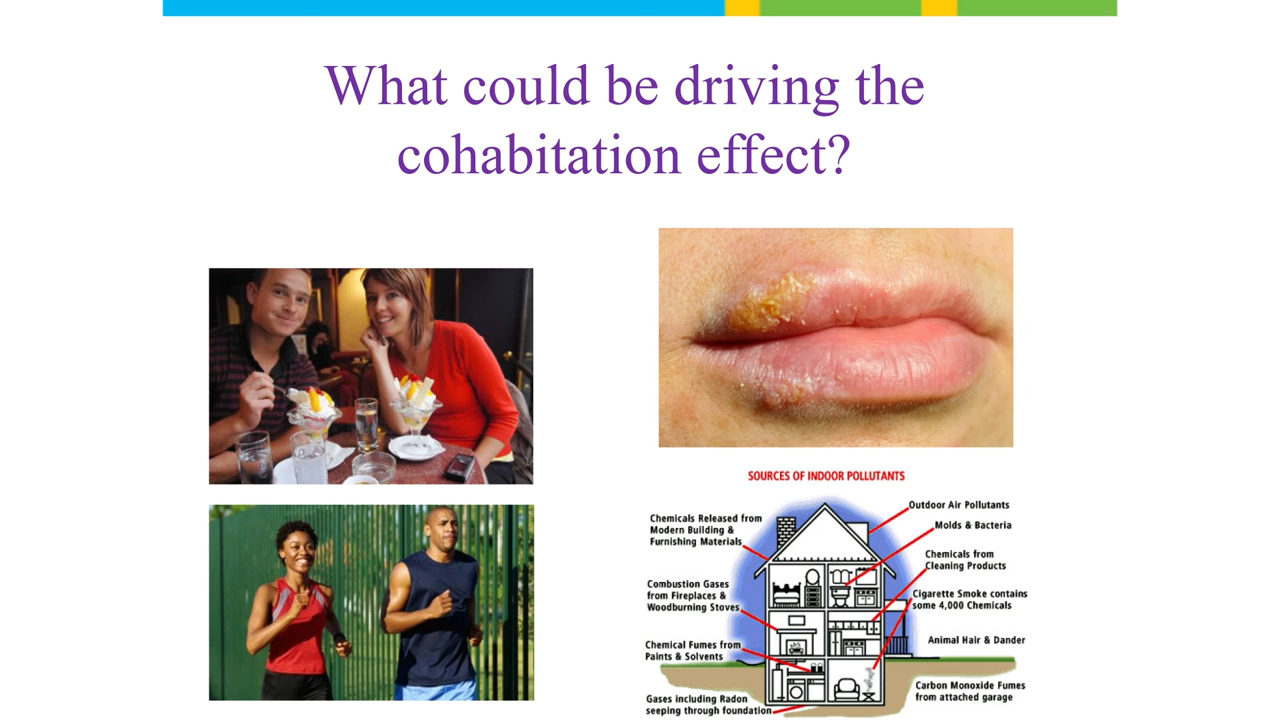 What could be driving the
cohabitation effect?
SOURCES OF INDOOR POLLUTANTS
Chemicals Released from
Modern Building &
Furnishing Materials
Combustion Gases
from Fireplaces &
Woodburning Stoves
Chemical Fumes from
Paints & Solvents
Gases including Radon
seeping through foundation
Outdoor Air Pollutants
Molds & Bacteria
Chemicals from
Cleaning Products
Cigarette Smoke contains
some 4,000 Chemicals
Animal Hair & Dander
Carbon Monoxide Fumes
from attached garage